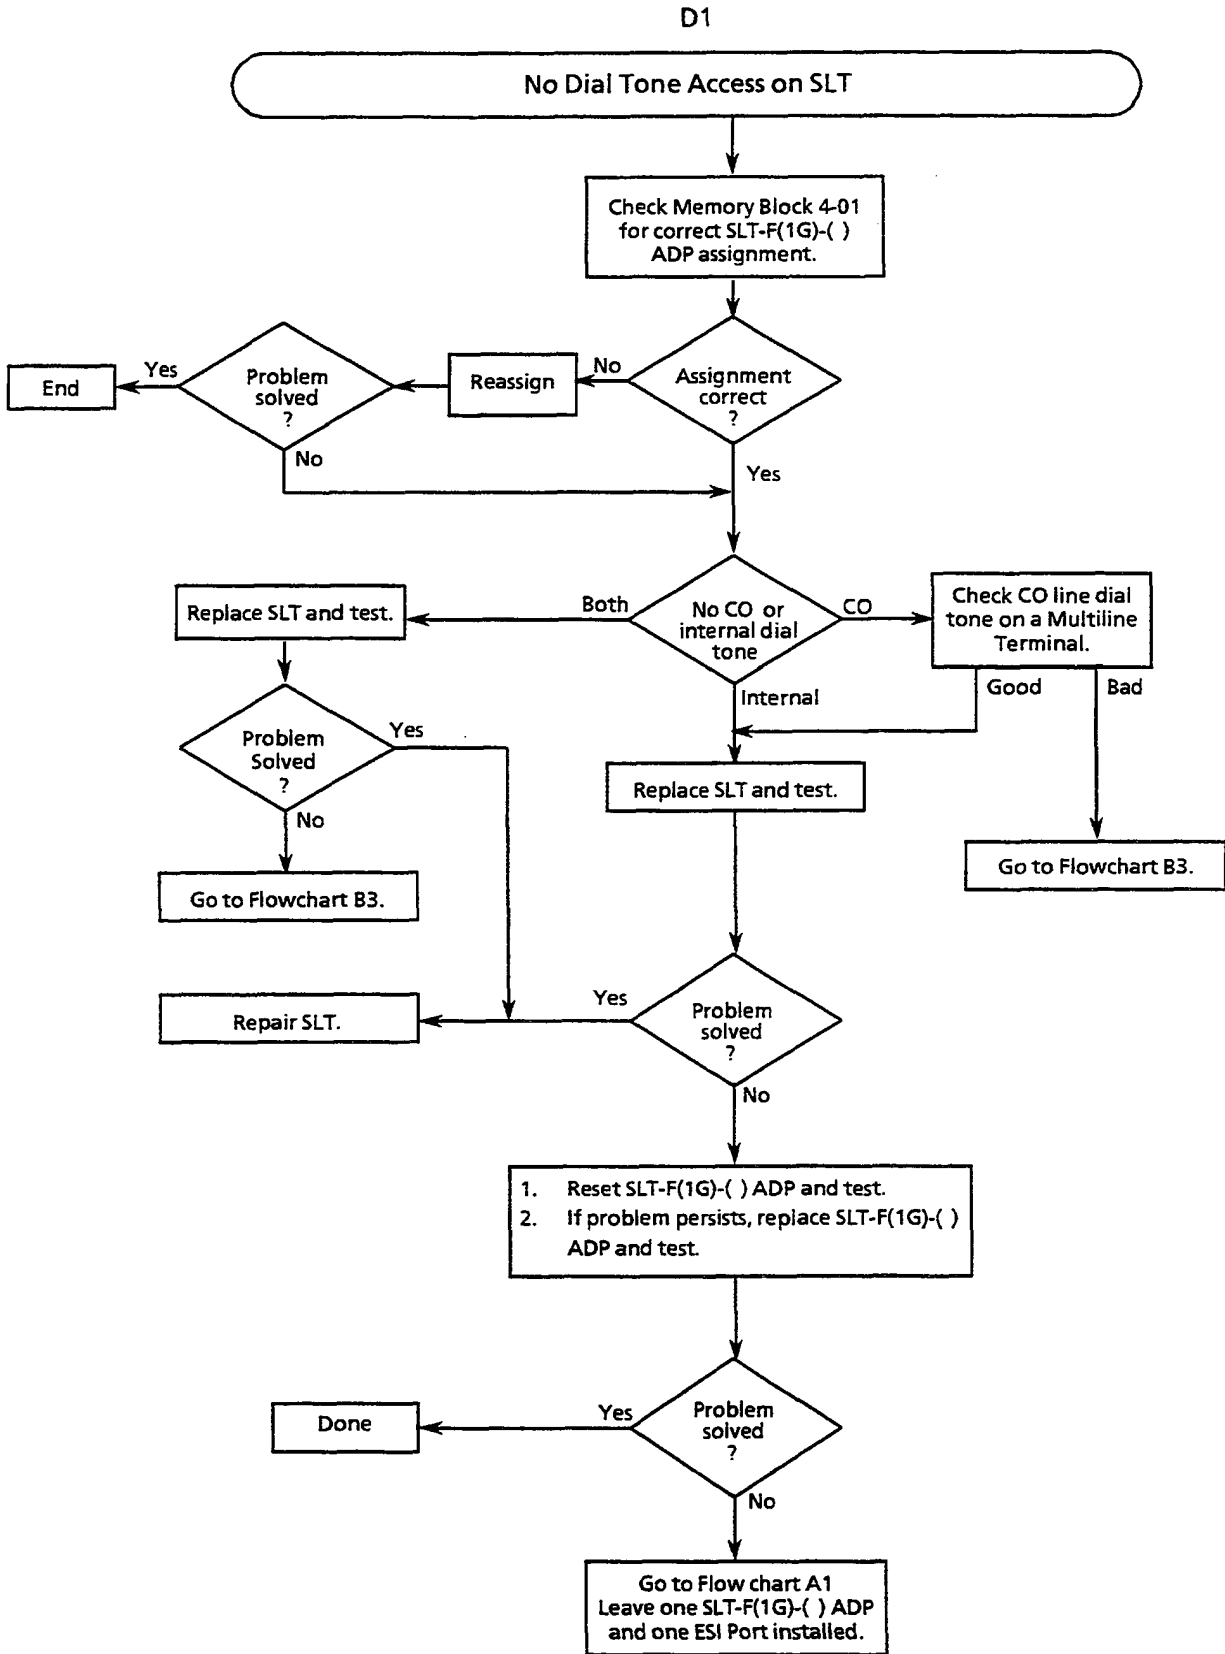 D1
No Dial Tone Access on SLT
Check Memory Block 4-01
for correct SLT-F(1G)-( )
ADP assignment.
End
Yes
Problem
solved
?
Reassign
No
Assignment
correct
?
No
Yes
Replace SLT and test.
Both
No CO or
internal dial
tone
CO
Check CO line dial
tone on a Multiline
Terminal.
Internal
Good
Bad
Problem
Solved
?
Yes
Replace SLT and test.
No
Go to Flowchart B3.
Go to Flowchart B3.
Repair SLT.
Yes
Problem
solved
?
No
1. Reset SLT-F(1G)-( ) ADP and test.
2. If problem persists, replace SLT-F(1G)-( )
ADP and test.
Done
Yes
Problem
solved
?
No
Go to Flow chart A1
Leave one SLT-F(1G)-( ) ADP
and one ESI Port installed.